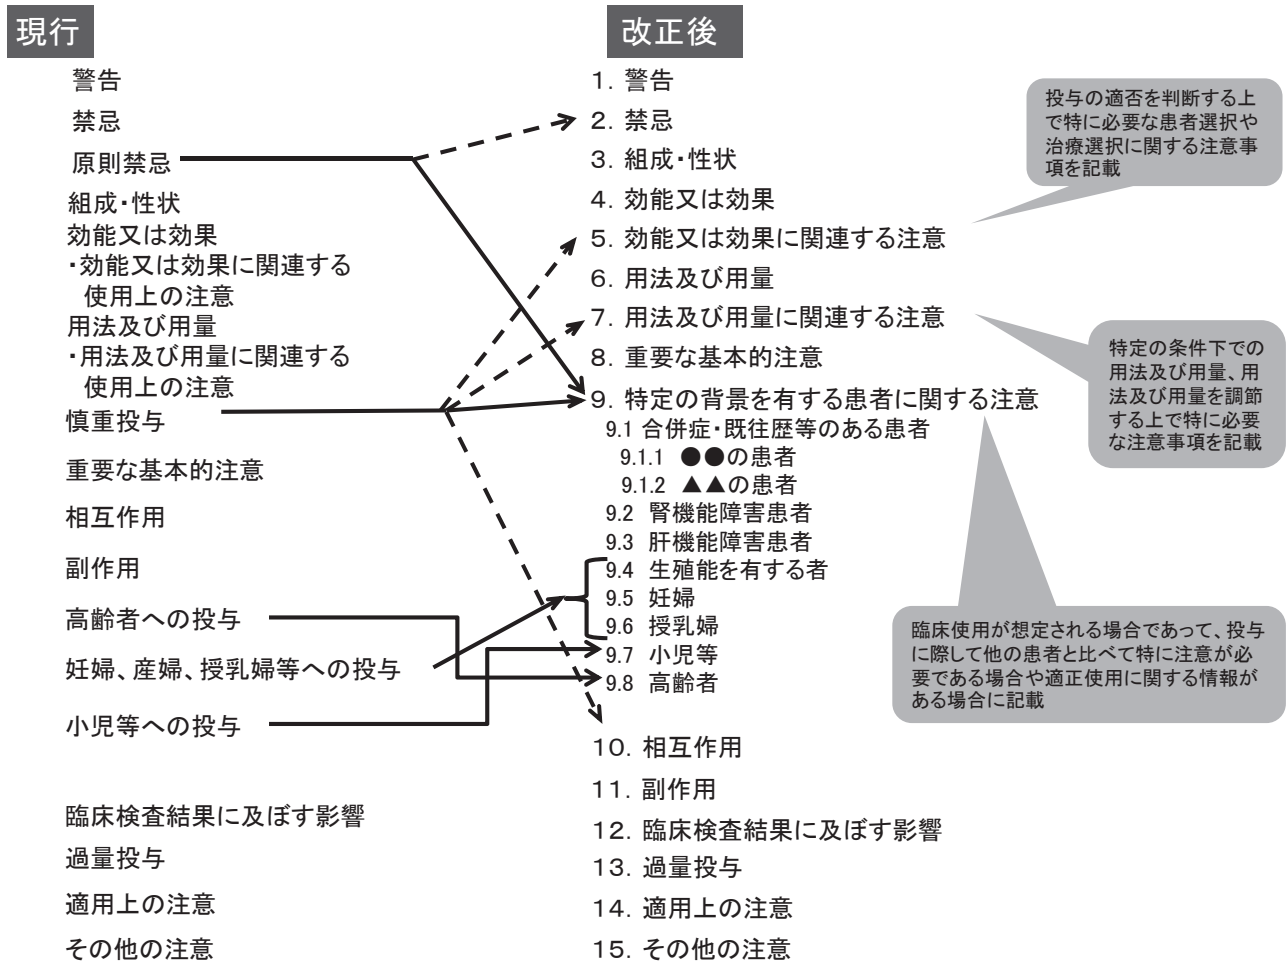 現行
警告
禁忌
原則禁忌
組成・性状
効能又は効果
・効能又は効果に関連する
使用上の注意
用法及び用量
・用法及び用量に関連する
使用上の注意
慎重投与
重要な基本的注意
相互作用
副作用
高齢者への投与
妊婦、産婦、授乳婦等への投与
小児等への投与
臨床検査結果に及ぼす影響
過量投与
適用上の注意
その他の注意
改正後
１．警告
２．禁忌
３．組成・性状
４．効能又は効果
５．効能又は効果に関連する注意
６．用法及び用量
７．用法及び用量に関連する注意
８．重要な基本的注意
９．特定の背景を有する患者に関する注意
9.1 合併症・既往歴等のある患者
9.1.1 ●●の患者
9.1.2 ▲▲の患者
9.2 腎機能障害患者
9.3 肝機能障害患者
9.4 生殖能を有する者
9.5 妊婦
9.6 授乳婦
9.7 小児等
9.8 高齢者
１０．相互作用
１１．副作用
１２．臨床検査結果に及ぼす影響
１３．過量投与
１４．適用上の注意
１５．その他の注意
投与の適否を判断する上
で特に必要な患者選択や
治療選択に関する注意事
項を記載
特定の条件下での
用法及び用量、用
法及び用量を調節
する上で特に必要
な注意事項を記載
臨床使用が想定される場合であって、投与
に際して他の患者と比べて特に注意が必
要である場合や適正使用に関する情報が
ある場合に記載